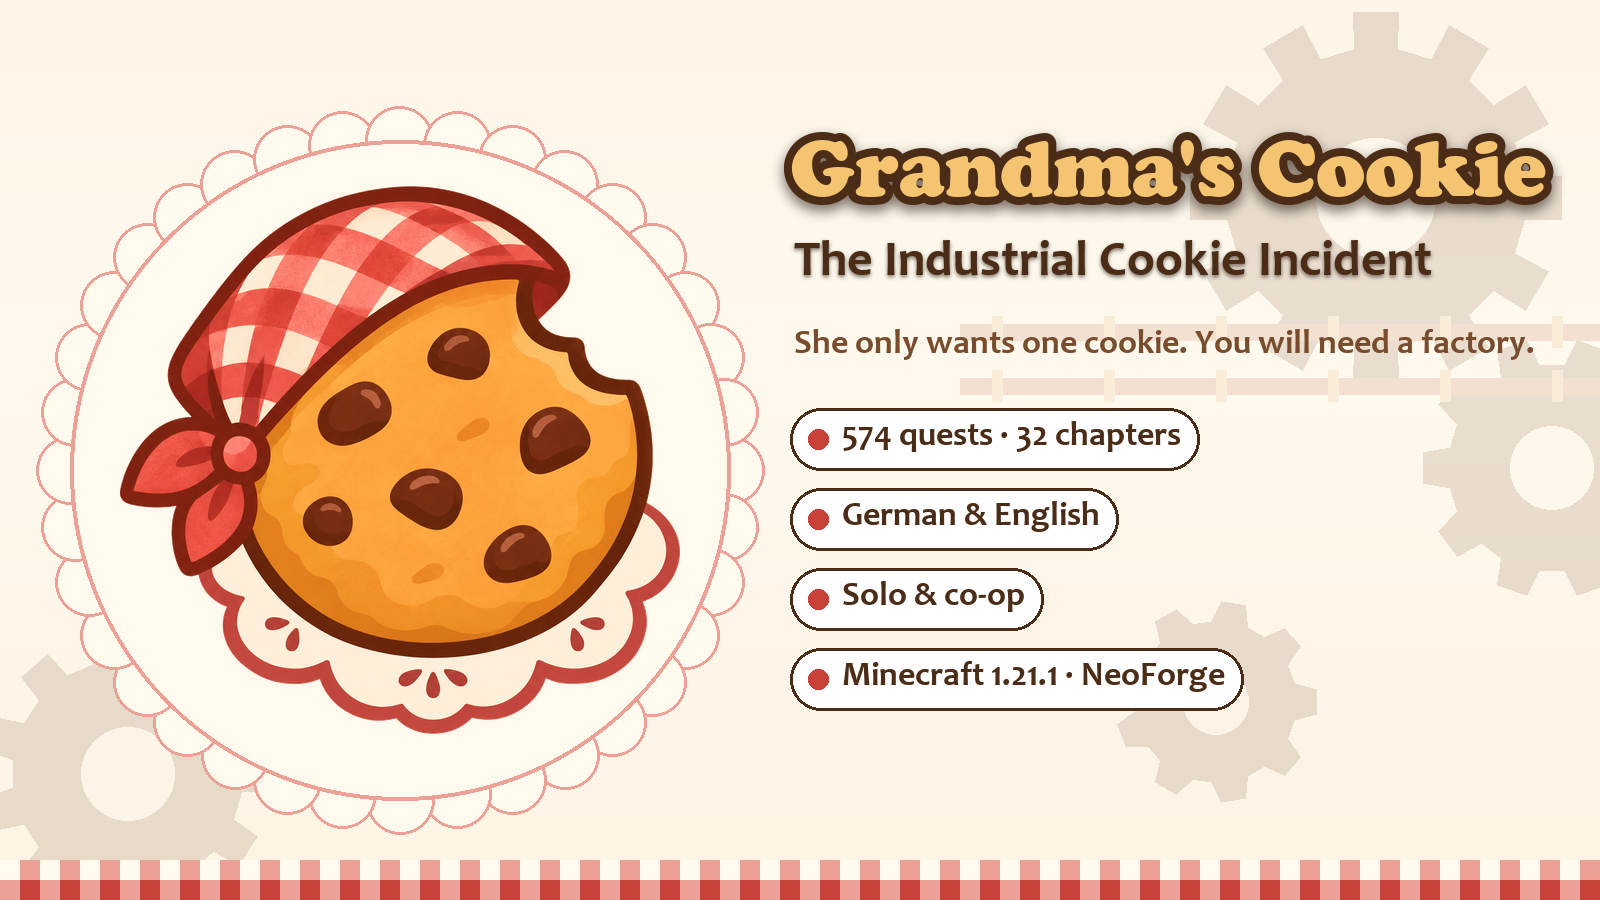 Grandma's Cookie
The Industrial Cookie Incident
She only wants one cookie. You will need a factory.
574 quests · 32 chapters
German & English
Solo & co-op
Minecraft 1.21.1 · NeoForge